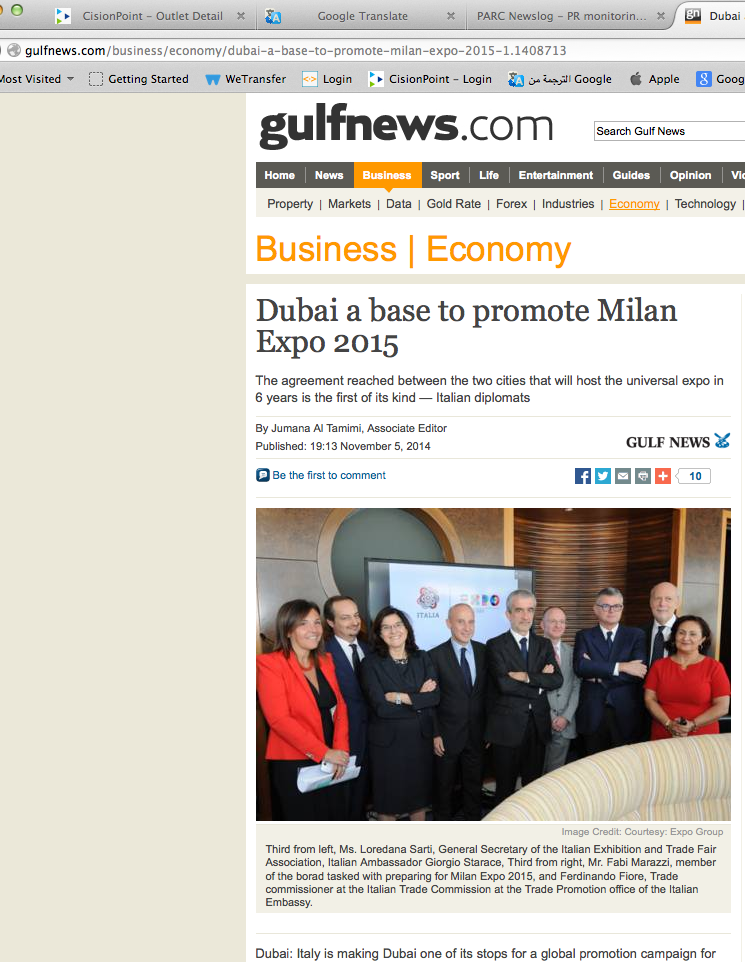 CisionPoint - Outlet Detail
Google Translate
PARC Newslog - PR monitorin...
gn
Dubai
gulfnews.com/business/economy/dubai-a-base-to-promote-milan-expo-2015-1.1408713
Most Visited
Getting Started
WeTransfer
Login
CisionPoint - Login
الترجمة من Google
Apple
Goog
gulfnews.com
Search Gulf News
Home
News
Business
Sport
Life
Entertainment
Guides
Opinion
Vid
Property | Markets | Data | Gold Rate | Forex | Industries | Economy | Technology |
Business | Economy
Dubai a base to promote Milan
Expo 2015
The agreement reached between the two cities that will host the universal expo in
6 years is the first of its kind — Italian diplomats
By Jumana Al Tamimi, Associate Editor
Published: 19:13 November 5, 2014
GULF NEWS
Be the first to comment
10
ITALIA
EXPO
Image Credit: Courtesy: Expo Group
Third from left, Ms. Loredana Sarti, General Secretary of the Italian Exhibition and Trade Fair
Association, Italian Ambassador Giorgio Starace, Third from right, Mr. Fabi Marazzi, member
of the borad tasked with preparing for Milan Expo 2015, and Ferdinando Fiore, Trade
commissioner at the Italian Trade Commission at the Trade Promotion office of the Italian
Embassy.
Dubai: Italy is making Dubai one of its stops for a global promotion campaign for